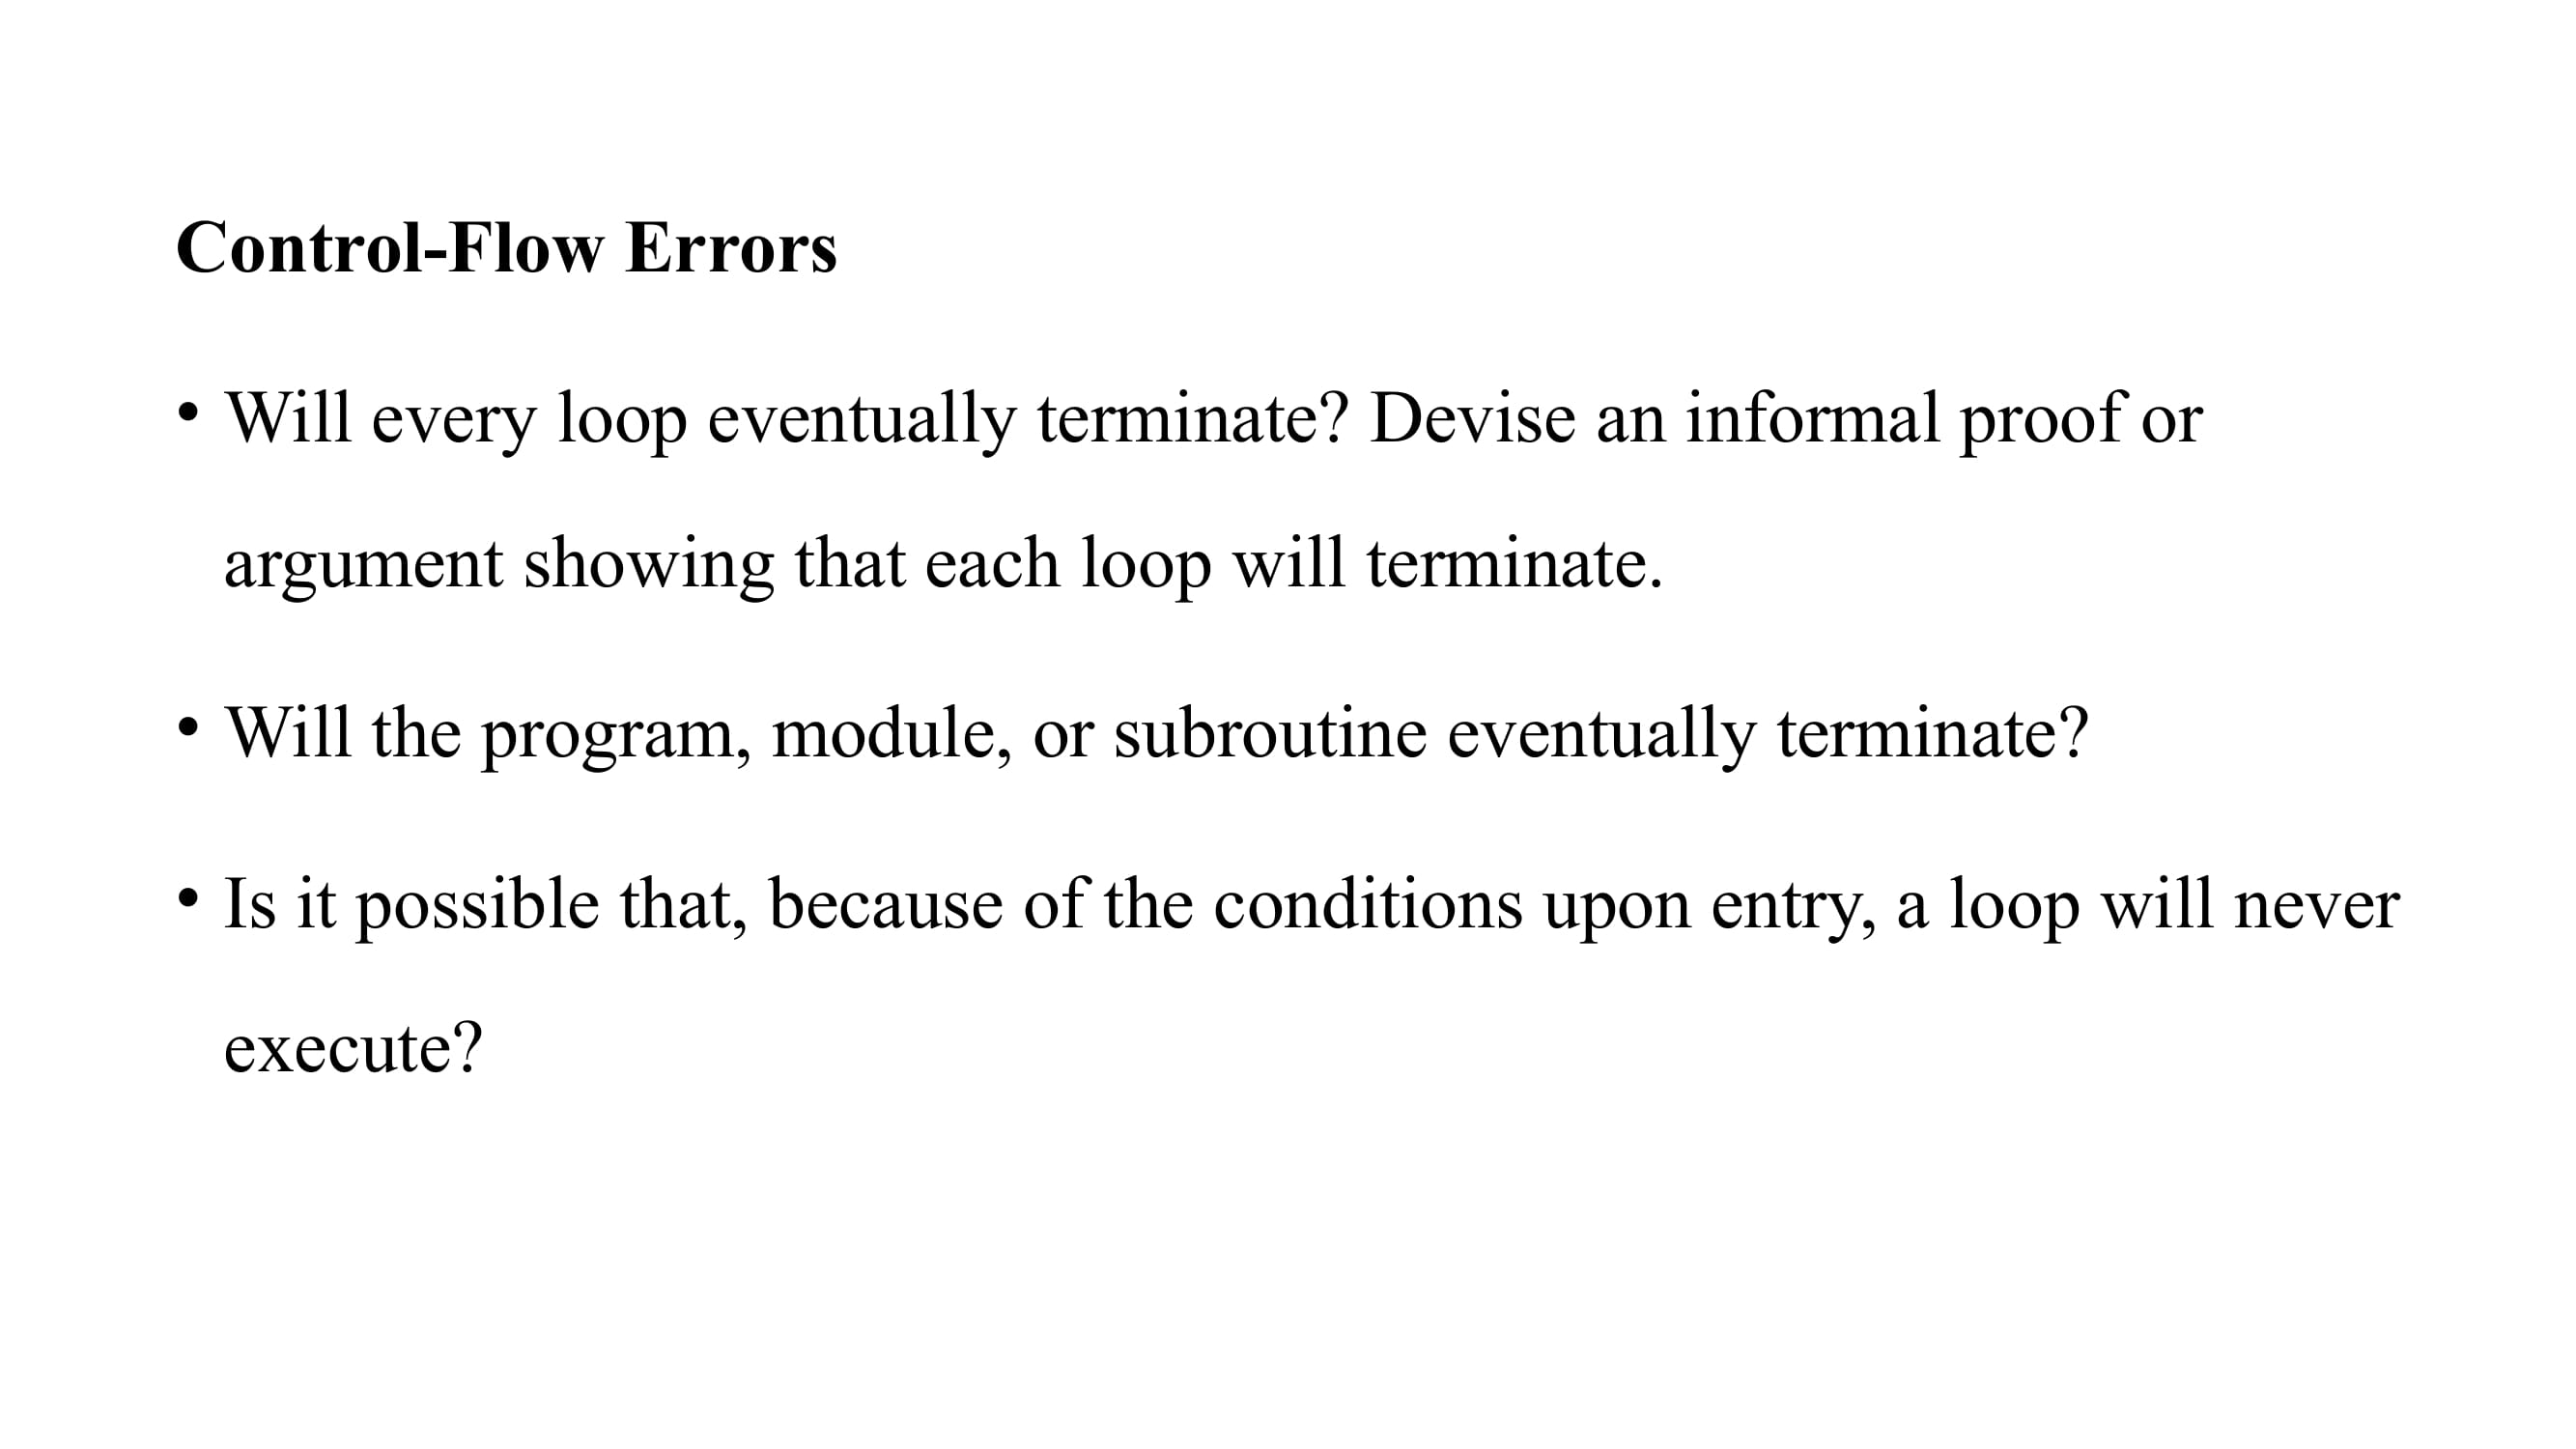 Control-Flow Errors
• Will every loop eventually terminate? Devise an informal proof or
argument showing that each loop will terminate.
• Will the program, module, or subroutine eventually terminate?
• Is it possible that, because of the conditions upon entry, a loop will never
execute?